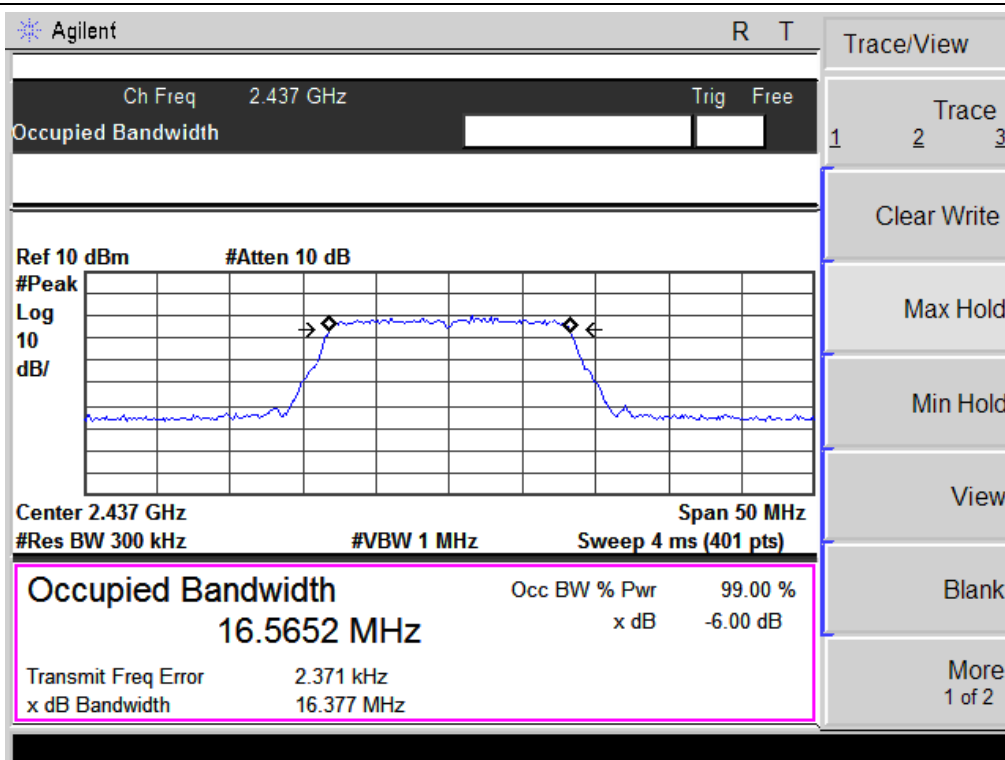 Agilent R T
Trace/View
Ch Freq 2.437 GHz Trig Free
Occupied Bandwidth
Trace
1 2 3
Clear Write
Max Hold
Min Hold
View
Blank
More
1 of 2
Ref 10 dBm #Atten 10 dB
#Peak
Log
10
dB/
Center 2.437 GHz Span 50 MHz
#Res BW 300 kHz #VBW 1 MHz Sweep 4 ms (401 pts)
Occupied Bandwidth Occ BW % Pwr 99.00 %
16.5652 MHz x dB -6.00 dB
Transmit Freq Error 2.371 kHz
x dB Bandwidth 16.377 MHz